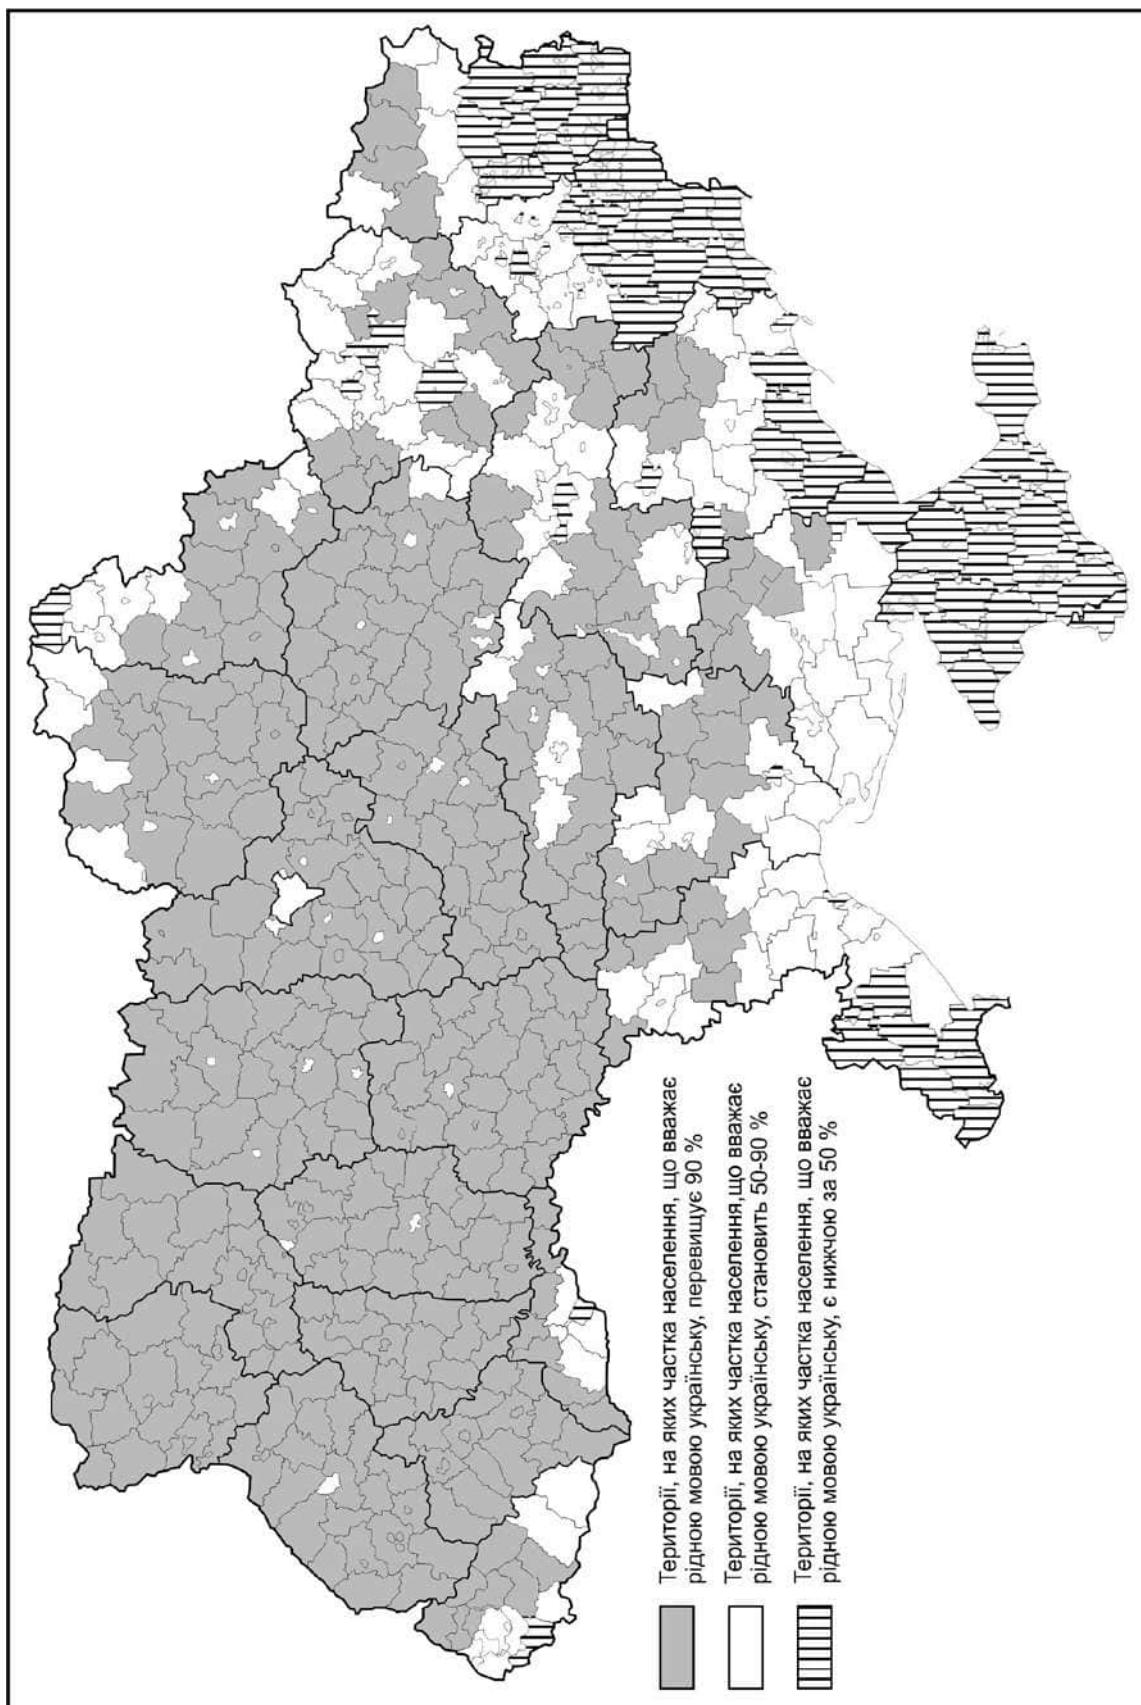 Території, на яких частка населення, що вважає
рідною мовою українську, перевищує 90 %
Території, на яких частка населення,що вважає
рідною мовою українську, становить 50-90 %
Території, на яких частка населення, що вважає
рідною мовою українську, є нижчою за 50 %